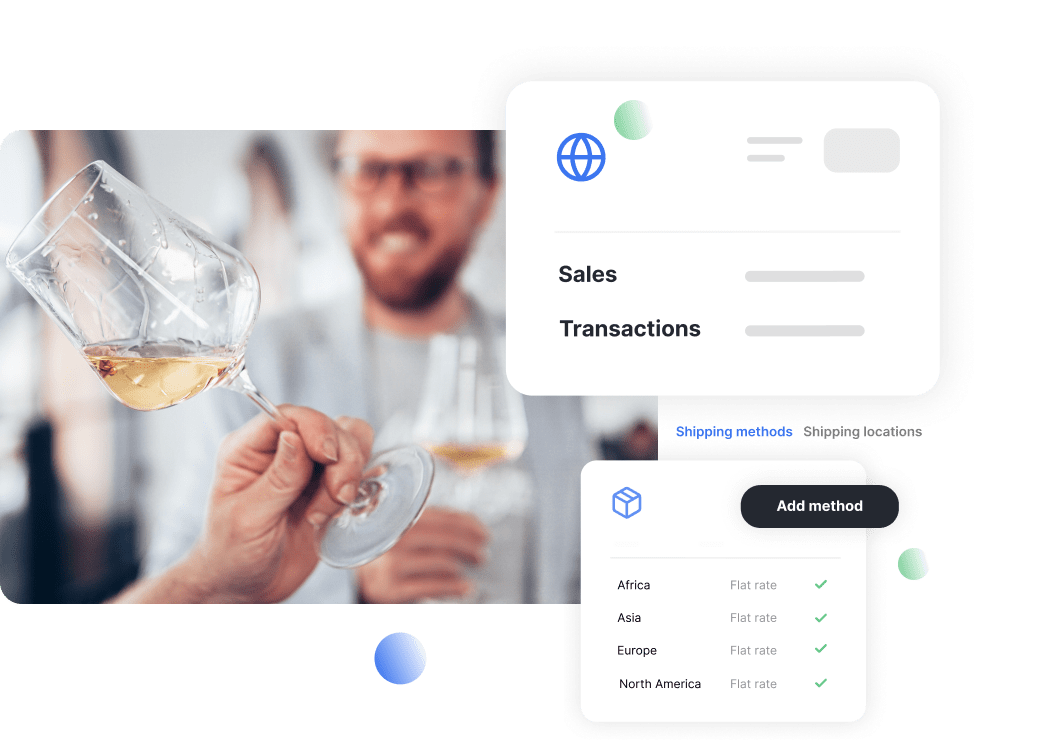 Sales
Transactions
Shipping methods Shipping locations
Add method
Africa Flat rate
Asia Flat rate
Europe Flat rate
North America Flat rate